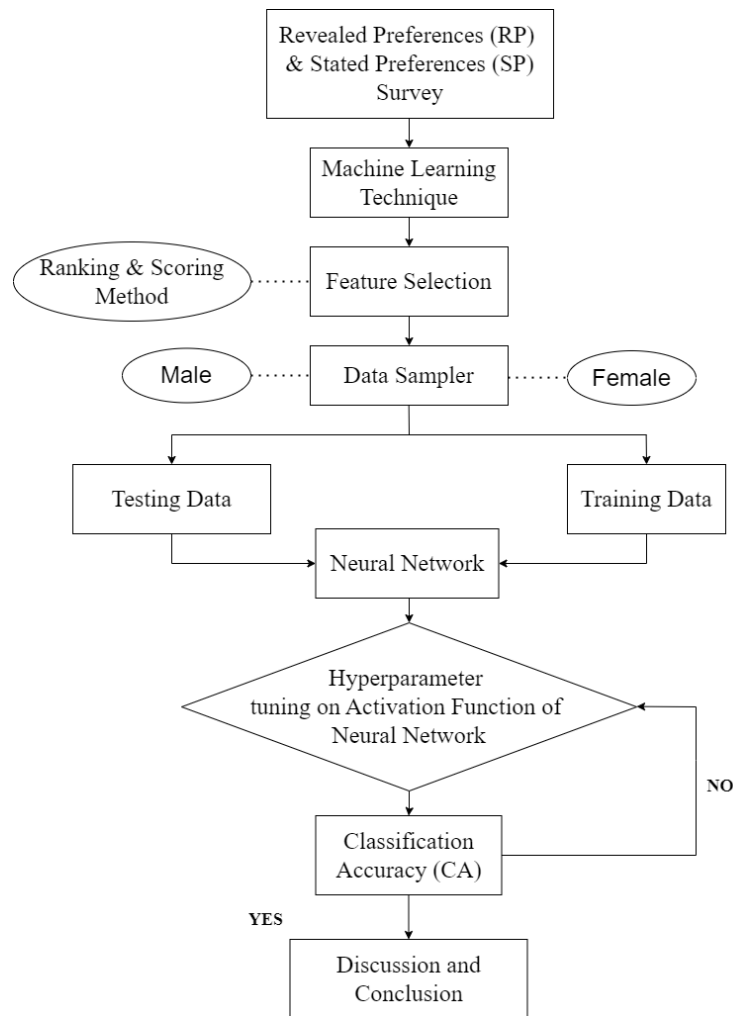 Revealed Preferences (RP)
& Stated Preferences (SP)
Survey
Machine Learning
Technique
Ranking & Scoring
Method
Feature Selection
Male
Data Sampler
Female
Testing Data
Training Data
Neural Network
Hyperparameter
tuning on Activation Function of
Neural Network
NO
Classification
Accuracy (CA)
YES
Discussion and
Conclusion